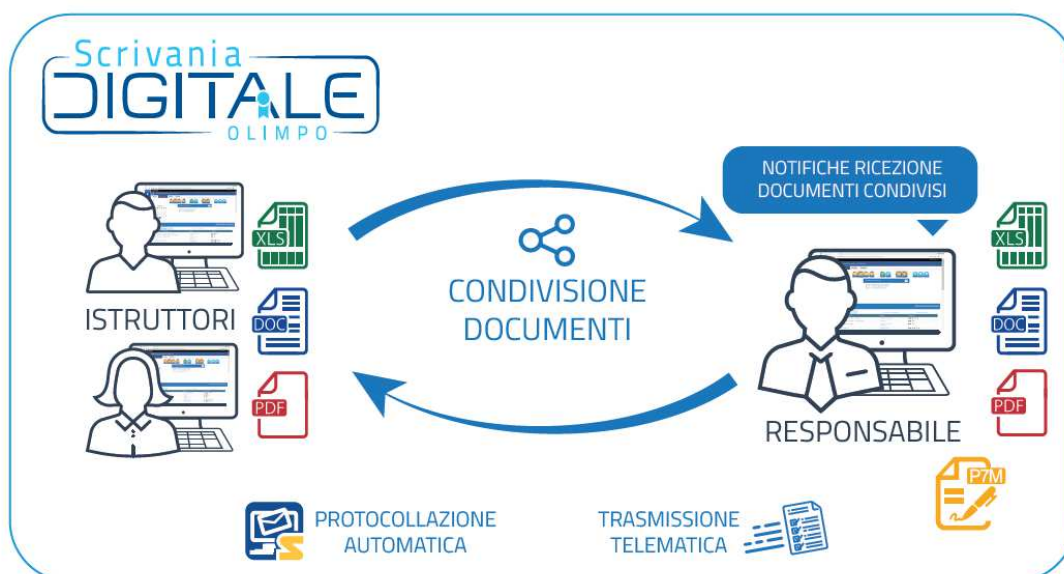 Scrivania
DIGITALE
OLIMPO
NOTIFICHE RICEZIONE
DOCUMENTI CONDIVISI
XLS
DOC
PDF
ISTRUTTORI
CONDIVISIONE
DOCUMENTI
XLS
DOC
PDF
RESPONSABILE
P7M
PROTOCOLLAZIONE
AUTOMATICA
TRASMISSIONE
TELEMATICA